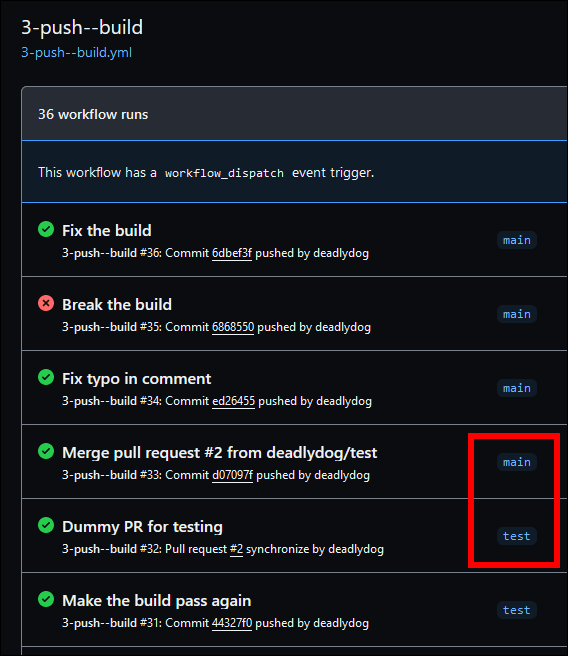 3-push--build
3-push--build.yml
36 workflow runs
This workflow has a workflow_dispatch event trigger.
Fix the build
main
3-push--build #36: Commit 6dbef3f pushed by deadlydog
Break the build
main
3-push--build #35: Commit 6868550 pushed by deadlydog
Fix typo in comment
main
3-push--build #34: Commit ed26455 pushed by deadlydog
Merge pull request #2 from deadlydog/test
main
3-push--build #33: Commit d07097f pushed by deadlydog
Dummy PR for testing
test
3-push--build #32: Pull request #2 synchronize by deadlydog
Make the build pass again
test
3-push--build #31: Commit 44327f0 pushed by deadlydog